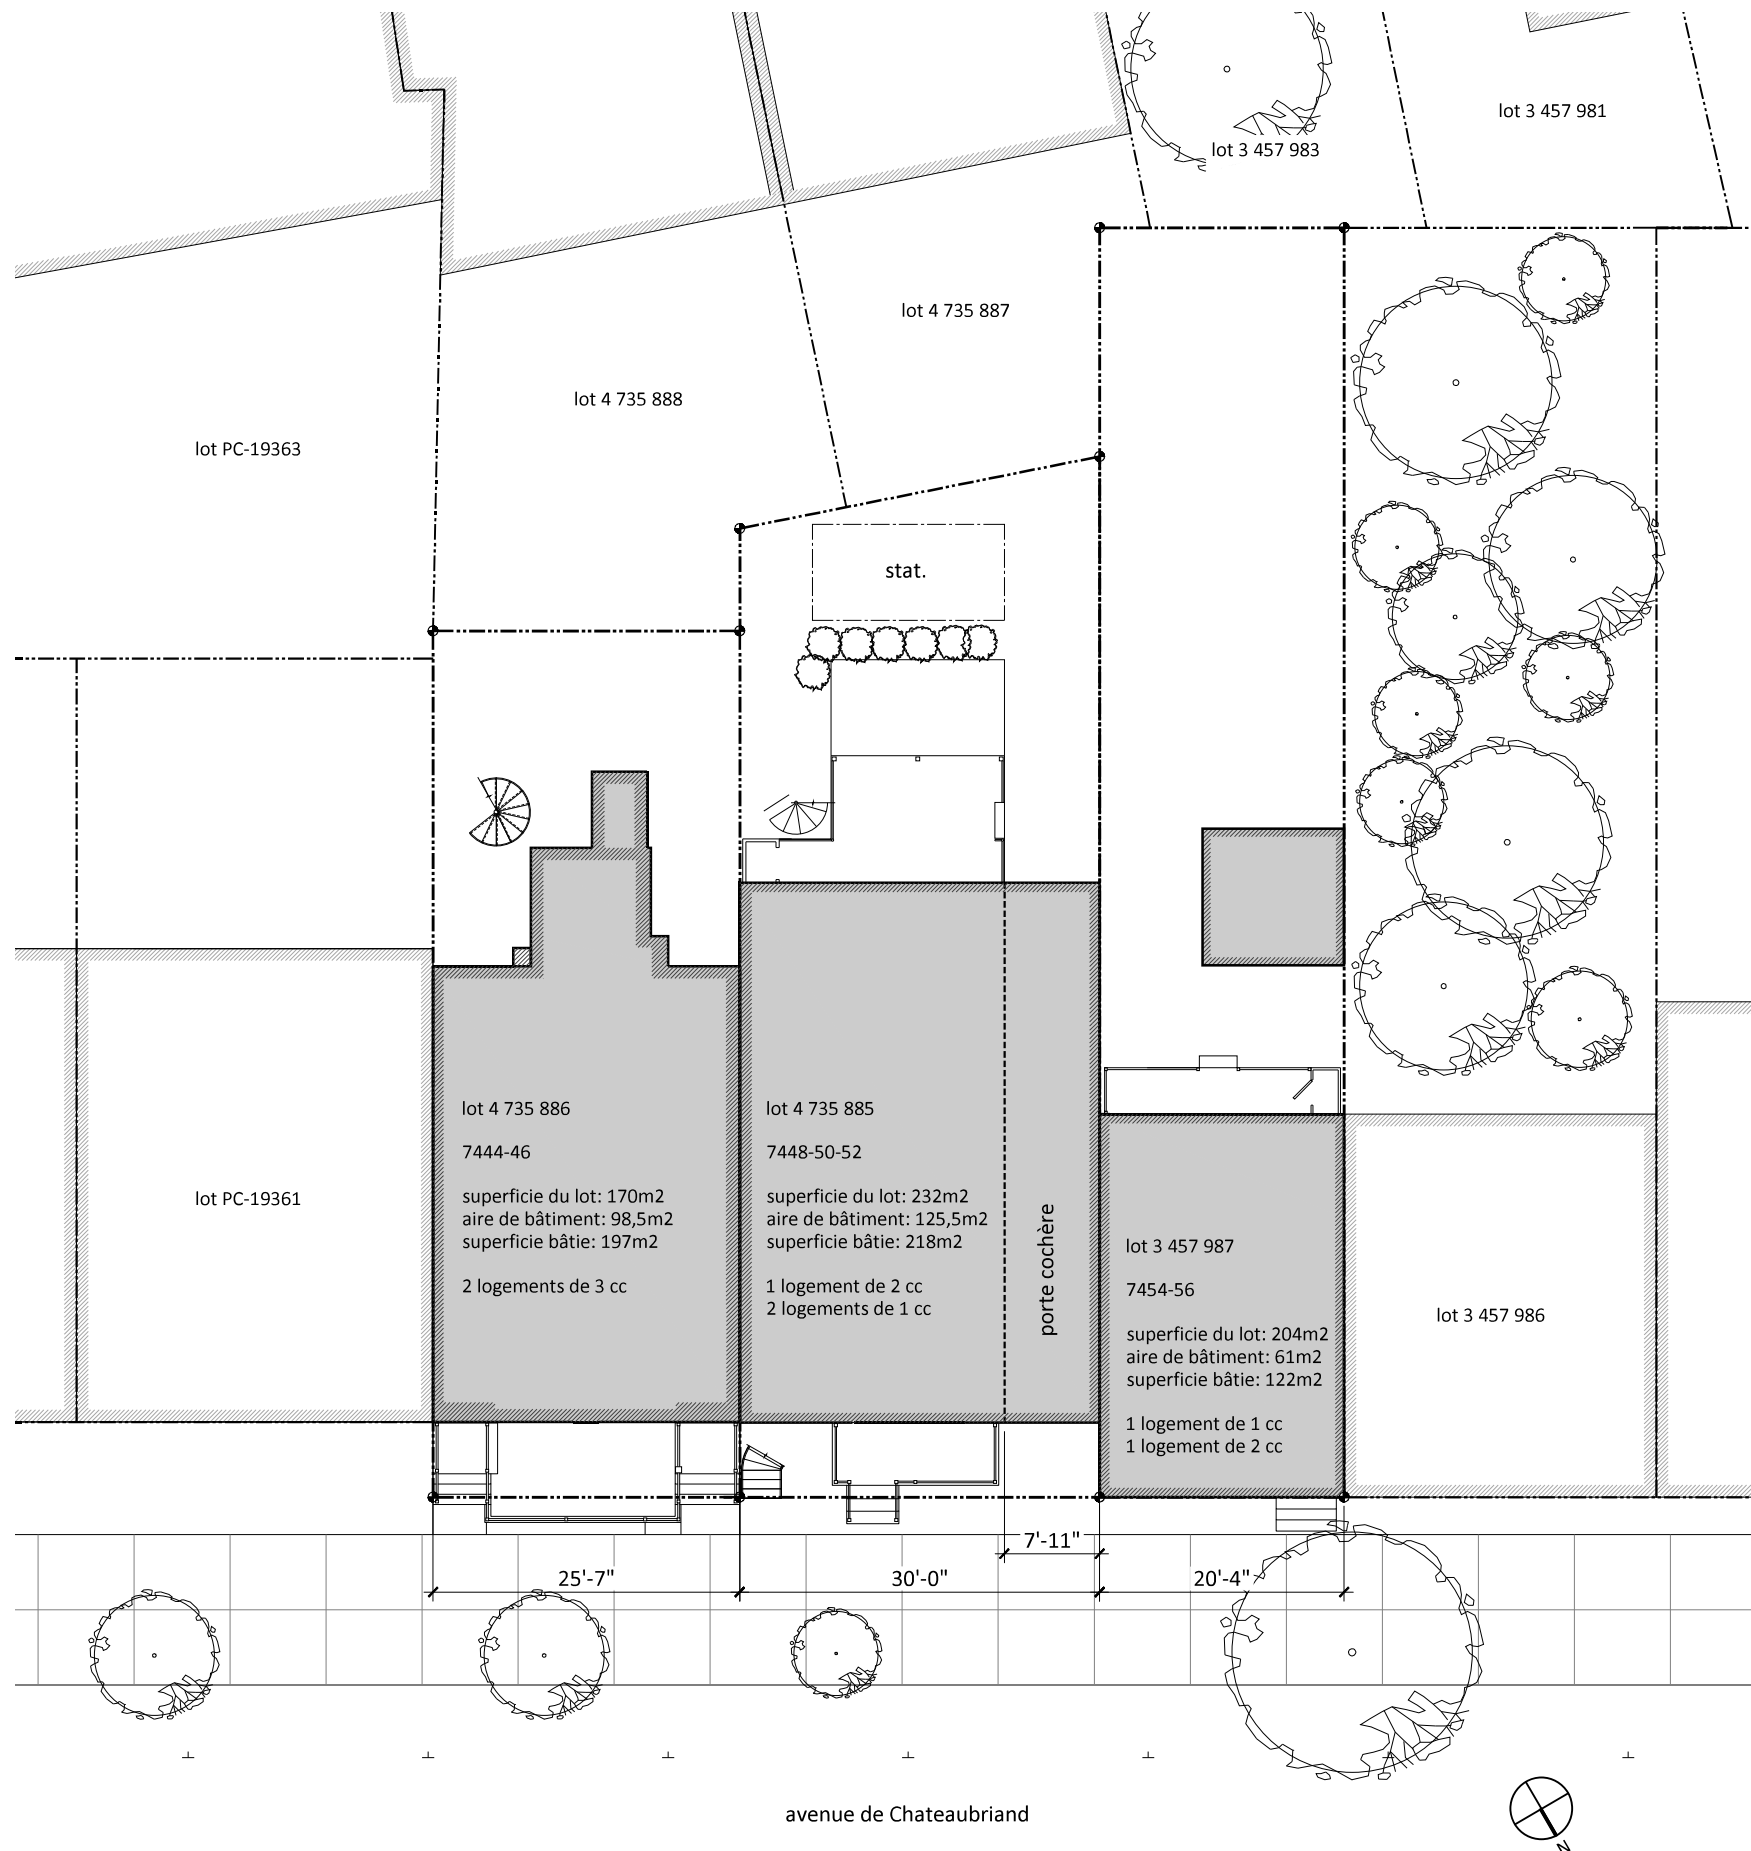 lot 3 457 981
lot 3 457 983
lot 4 735 887
lot 4 735 888
lot PC-19363
stat.
lot 4 735 886
7444-46
superficie du lot: 170m2
aire de bâtiment: 98,5m2
superficie bâtie: 197m2
2 logements de 3 cc
lot 4 735 885
7448-50-52
superficie du lot: 232m2
aire de bâtiment: 125,5m2
superficie bâtie: 218m2
1 logement de 2 cc
2 logements de 1 cc
porte cochère
lot 3 457 987
7454-56
superficie du lot: 204m2
aire de bâtiment: 61m2
superficie bâtie: 122m2
1 logement de 1 cc
1 logement de 2 cc
lot PC-19361
lot 3 457 986
7'-11"
25'-7"
30'-0"
20'-4"
avenue de Chateaubriand
N